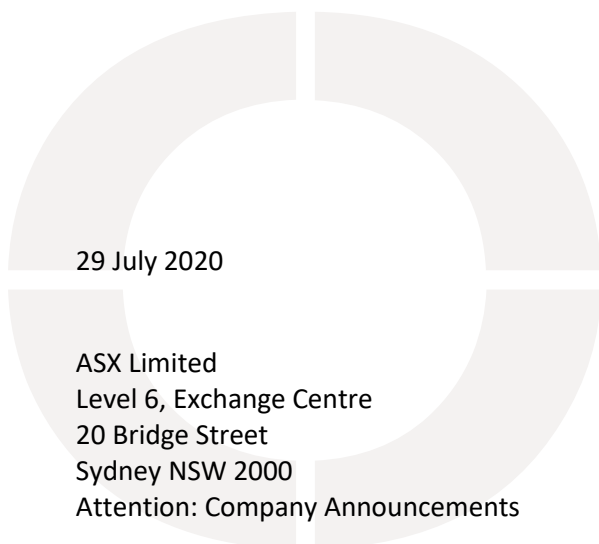 29 July 2020
ASX Limited
Level 6, Exchange Centre
20 Bridge Street
Sydney NSW 2000
Attention: Company Announcements